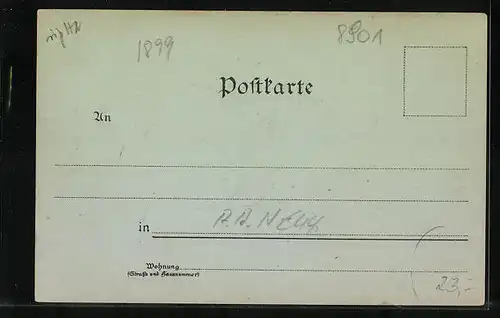 1899
8901
Postkarte
An
in
Wohnung
(Straße und Hausnummer)
23,-